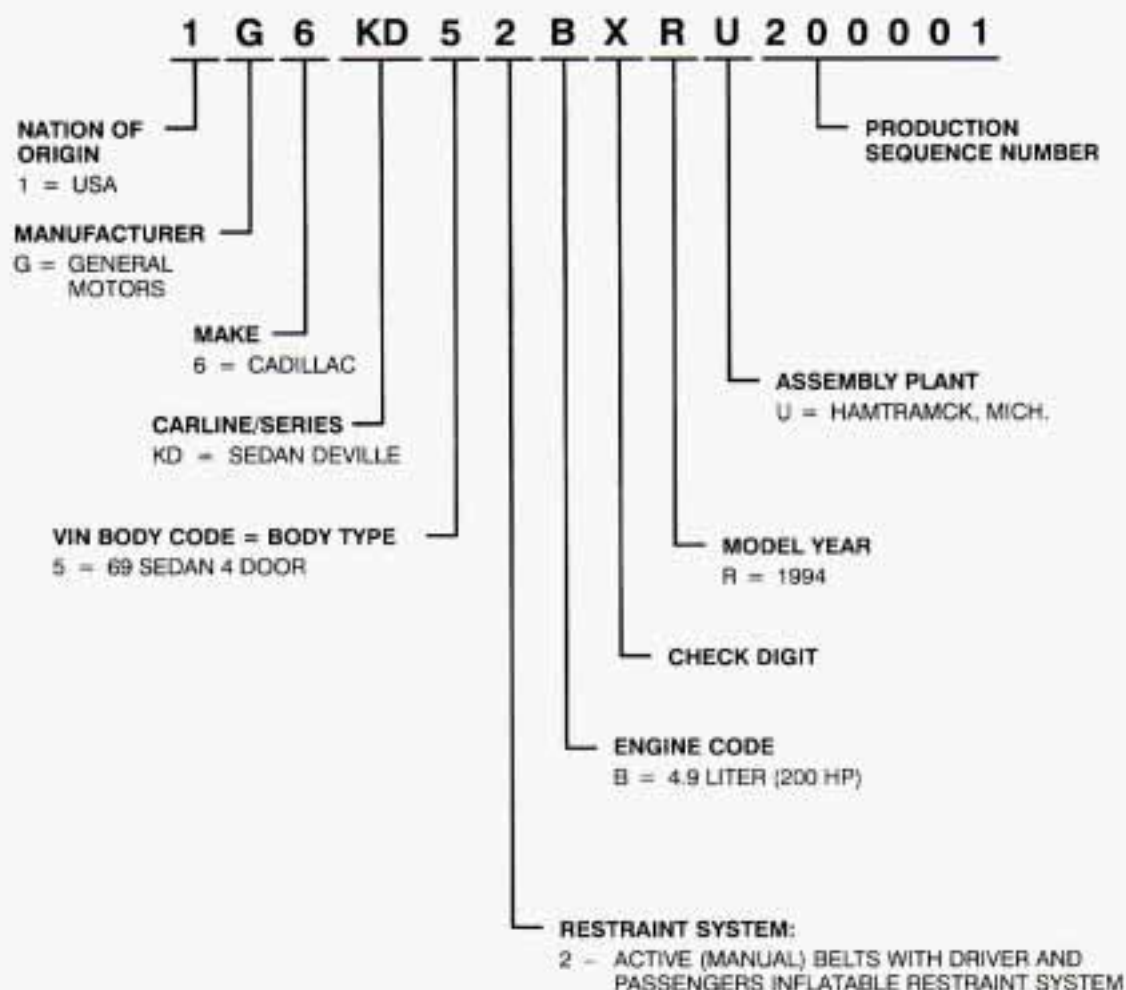 1 G 6 KD 5 2 B X R U 2 0 0 0 0 1
NATION OF
ORIGIN
1 = USA
PRODUCTION
SEQUENCE NUMBER
MANUFACTURER
G = GENERAL
MOTORS
MAKE
6 = CADILLAC
ASSEMBLY PLANT
U = HAMTRAMCK, MICH.
CARLINE/SERIES
KD = SEDAN DEVILLE
VIN BODY CODE = BODY TYPE
5 = 69 SEDAN 4 DOOR
MODEL YEAR
R = 1994
CHECK DIGIT
ENGINE CODE
B = 4.9 LITER (200 HP)
RESTRAINT SYSTEM:
2 – ACTIVE (MANUAL) BELTS WITH DRIVER AND
PASSENGERS INFLATABLE RESTRAINT SYSTEM